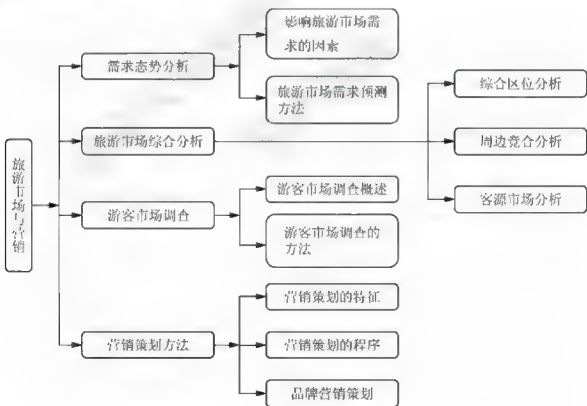 旅游市场与营销
需求态势分析
影响旅游市场需
求的因素
旅游市场需求预测
方法
旅游市场综合分析
综合区位分析
周边竞合分析
客源市场分析
游客市场调查
游客市场调查概述
游客市场调查的
方法
营销策划方法
营销策划的特征
营销策划的程序
品牌营销策划